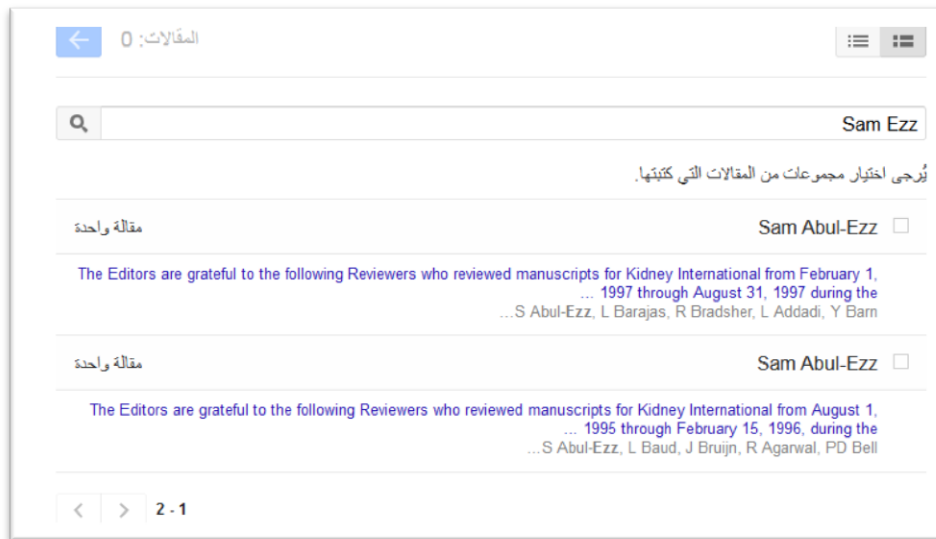 المقالات: 0
Sam Ezz
يُرجى اختيار مجموعات من المقالات التي كتبتها.
Sam Abul-Ezz
مقالة واحدة
The Editors are grateful to the following Reviewers who reviewed manuscripts for Kidney International from February 1,
... 1997 through August 31, 1997 during the
...S Abul-Ezz, L Barajas, R Bradsher, L Addadi, Y Barn
Sam Abul-Ezz
مقالة واحدة
The Editors are grateful to the following Reviewers who reviewed manuscripts for Kidney International from August 1,
... 1995 through February 15, 1996, during the
...S Abul-Ezz, L Baud, J Bruijn, R Agarwal, PD Bell
2 - 1